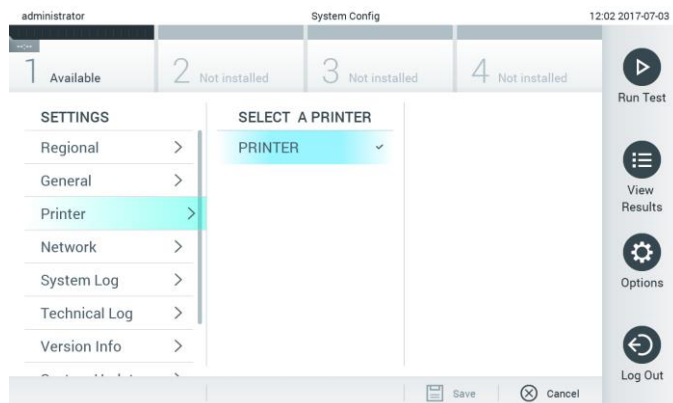 administrator
System Config
12:02 2017-07-03
--:--
1 Available
2 Not installed
3 Not installed
4 Not installed
Run Test
View
Results
Options
Log Out
SETTINGS
Regional
General
Printer
Network
System Log
Technical Log
Version Info
SELECT A PRINTER
PRINTER
Save
Cancel